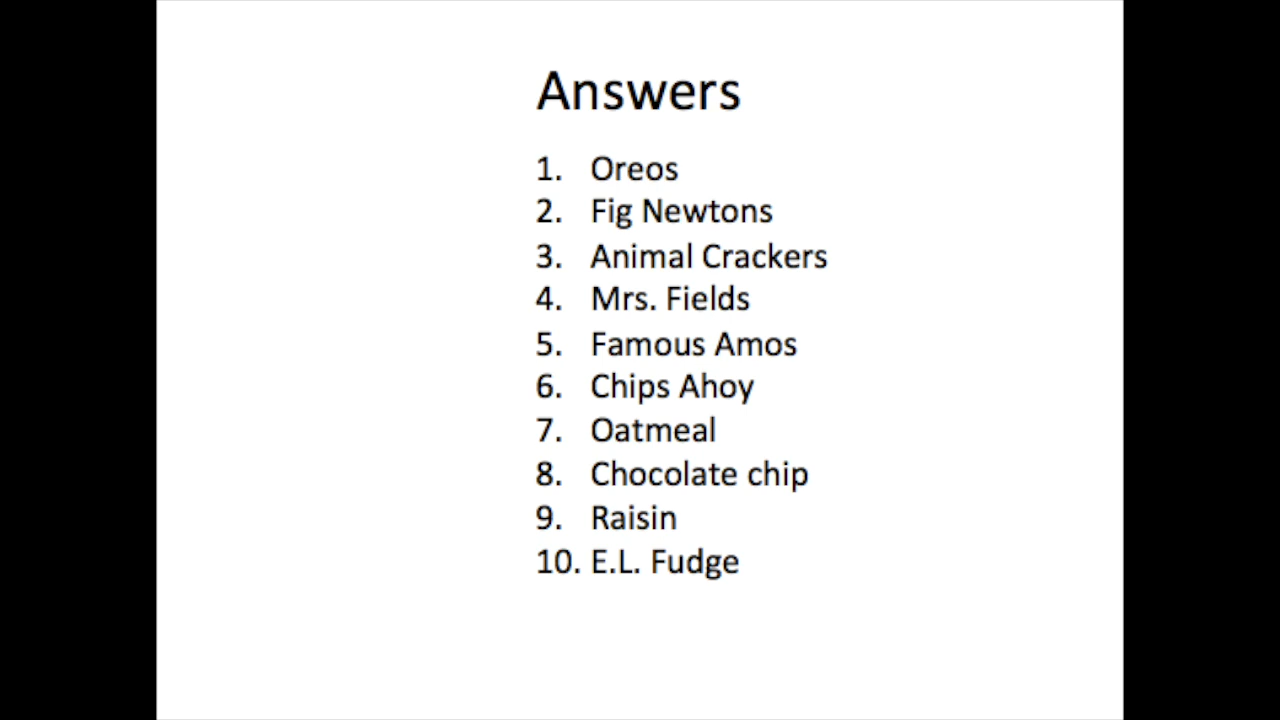 Answers
1. Oreos
2. Fig Newtons
3. Animal Crackers
4. Mrs. Fields
5. Famous Amos
6. Chips Ahoy
7. Oatmeal
8. Chocolate chip
9. Raisin
10. E.L. Fudge